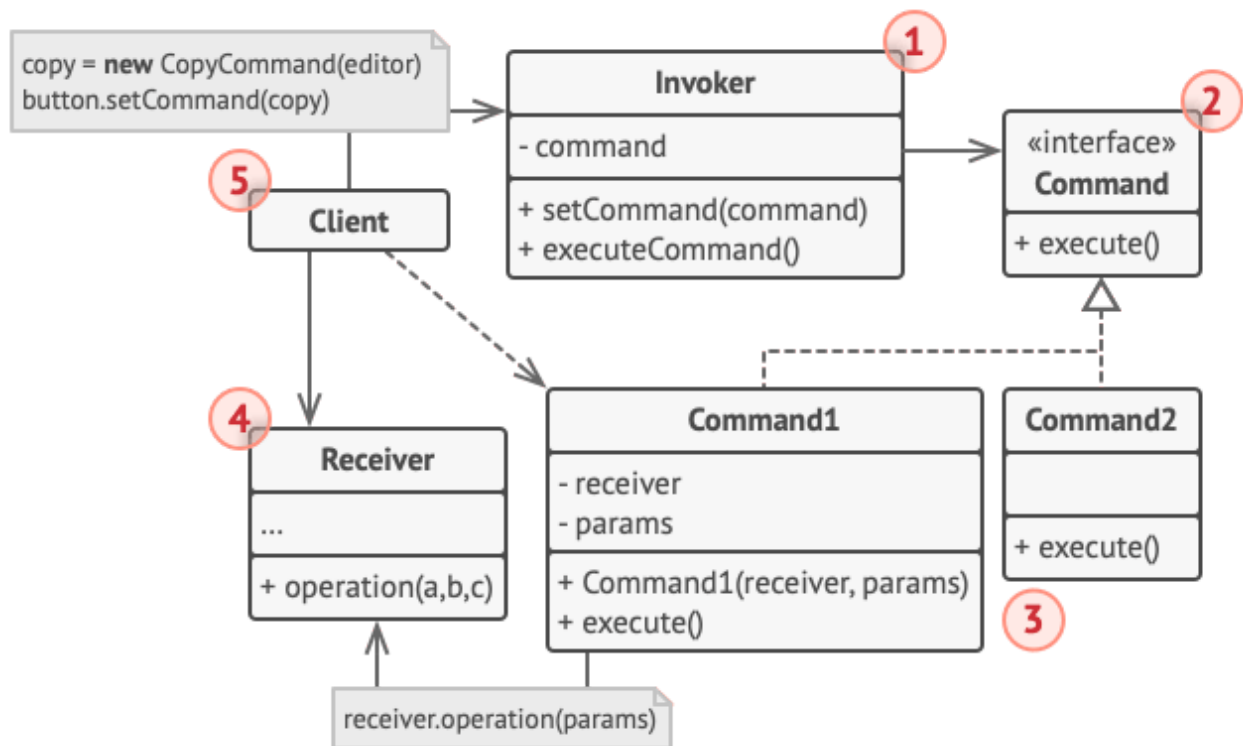 copy = new CopyCommand(editor)
button.setCommand(copy)
1
Invoker
- command
+ setCommand(command)
+ executeCommand()
2
«interface»
Command
+ execute()
5
Client
4
Receiver
...
+ operation(a,b,c)
Command1
- receiver
- params
+ Command1(receiver, params)
+ execute()
Command2
+ execute()
3
receiver.operation(params)